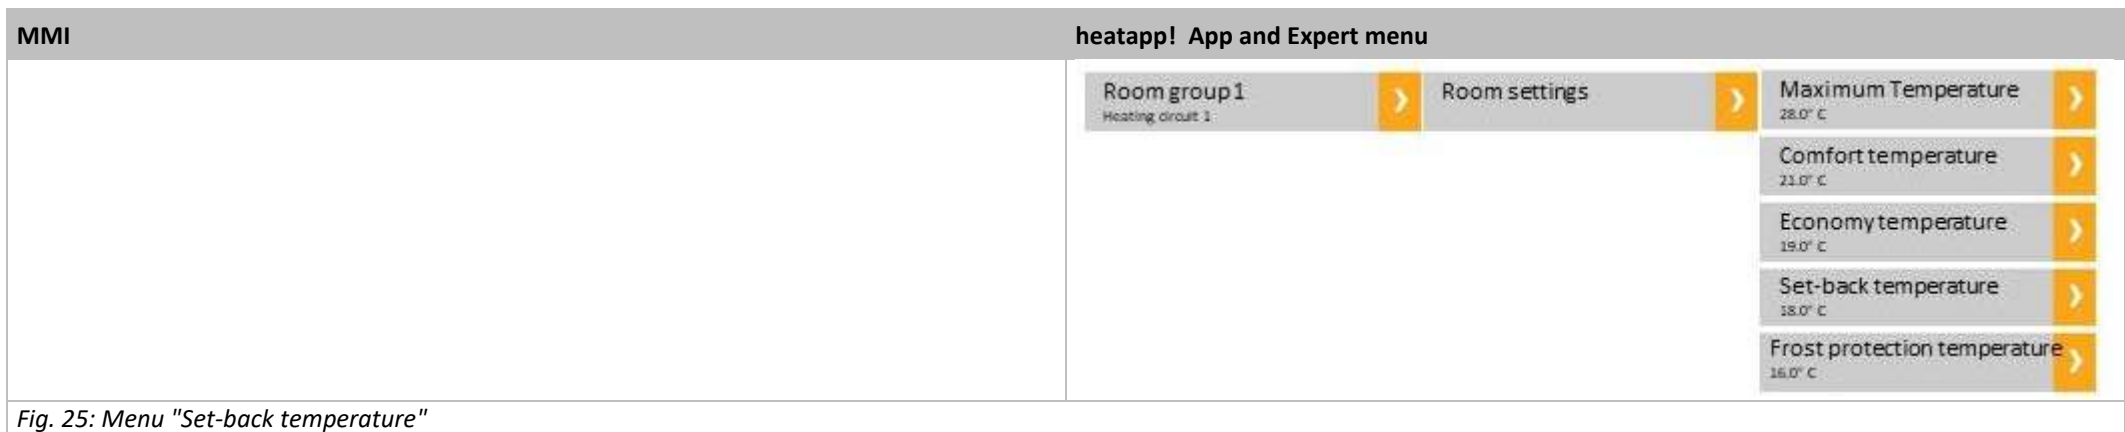 MMI
heatapp! App and Expert menu
Room group 1
Heating circuit 1
Room settings
Maximum Temperature
28.0° C
Comfort temperature
21.0° C
Economy temperature
19.0° C
Set-back temperature
18.0° C
Frost protection temperature
16.0° C
Fig. 25: Menu "Set-back temperature"